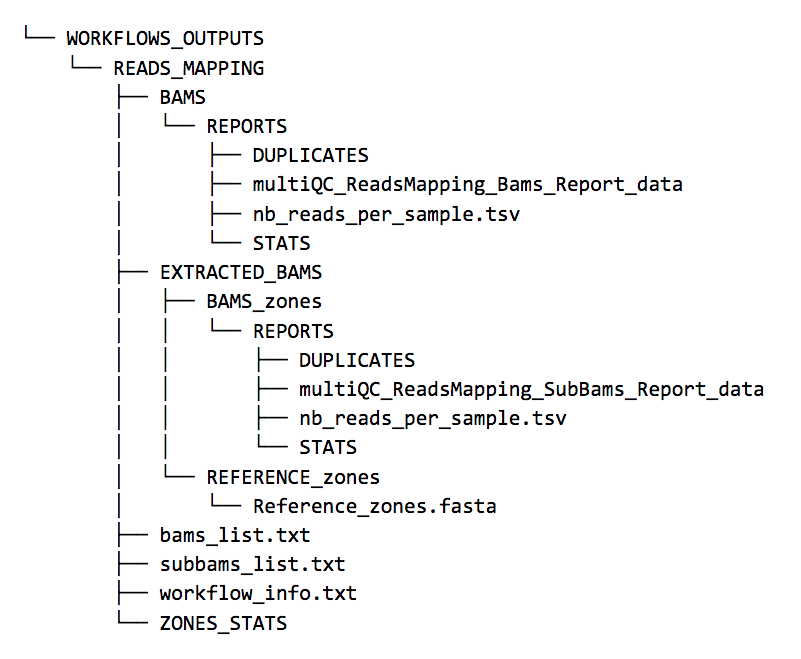 └── WORKFLOWS_OUTPUTS
    └── READS_MAPPING
        ├── BAMS
        │   └── REPORTS
        │       ├── DUPLICATES
        │       ├── multiQC_ReadsMapping_Bams_Report_data
        │       ├── nb_reads_per_sample.tsv
        │       └── STATS
        ├── EXTRACTED_BAMS
        │   ├── BAMS_zones
        │   │   └── REPORTS
        │   │       ├── DUPLICATES
        │   │       ├── multiQC_ReadsMapping_SubBams_Report_data
        │   │       ├── nb_reads_per_sample.tsv
        │   │       └── STATS
        │   └── REFERENCE_zones
        │       └── Reference_zones.fasta
        ├── bams_list.txt
        ├── subbams_list.txt
        ├── workflow_info.txt
        └── ZONES_STATS